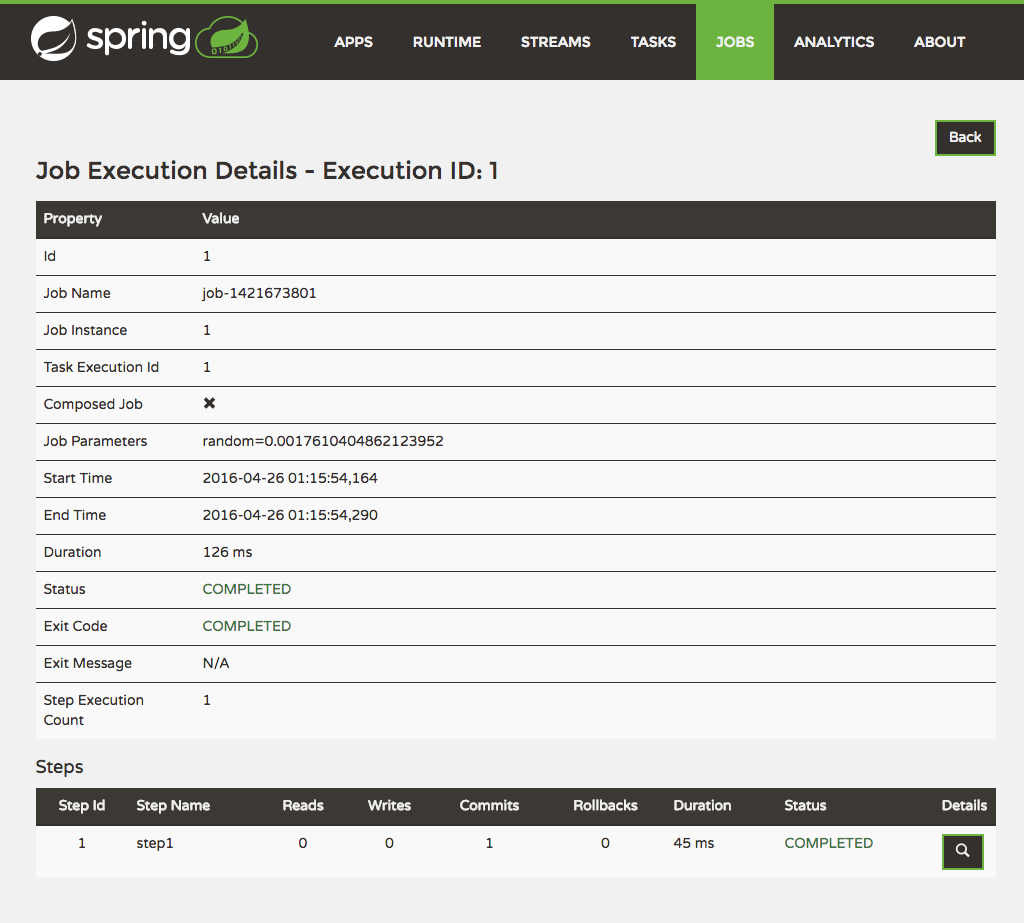 spring
APPS RUNTIME STREAMS TASKS JOBS ANALYTICS ABOUT
Back
Job Execution Details - Execution ID: 1
Property Value
Id 1
Job Name job-1421673801
Job Instance 1
Task Execution Id 1
Composed Job ✖
Job Parameters random=0.0017610404862123952
Start Time 2016-04-26 01:15:54,164
End Time 2016-04-26 01:15:54,290
Duration 126 ms
Status COMPLETED
Exit Code COMPLETED
Exit Message N/A
Step Execution 1
Count
Steps
Step Id Step Name Reads Writes Commits Rollbacks Duration Status Details
1 step1 0 0 1 0 45 ms COMPLETED